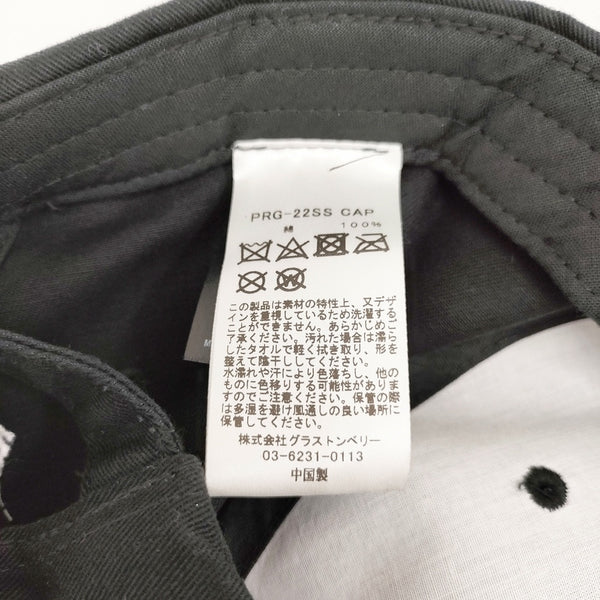 PRG-22SS CAP
綿 100%
この製品は素材の特性上、又デザ
インを重視しているため洗濯する
ことができません。あらかじめご
了承ください。汚れた場合は濡ら
したタオルで軽く拭き取り、形を
整えて陰干ししてください。
水濡れや汗により色落ちし、他の
ものに色移りする可能性がありま
すのでご注意ください。保管の際
は多湿を避け風通しの良い場所に
保管してください。
株式会社グラストンベリー
03-6231-0113
中国製